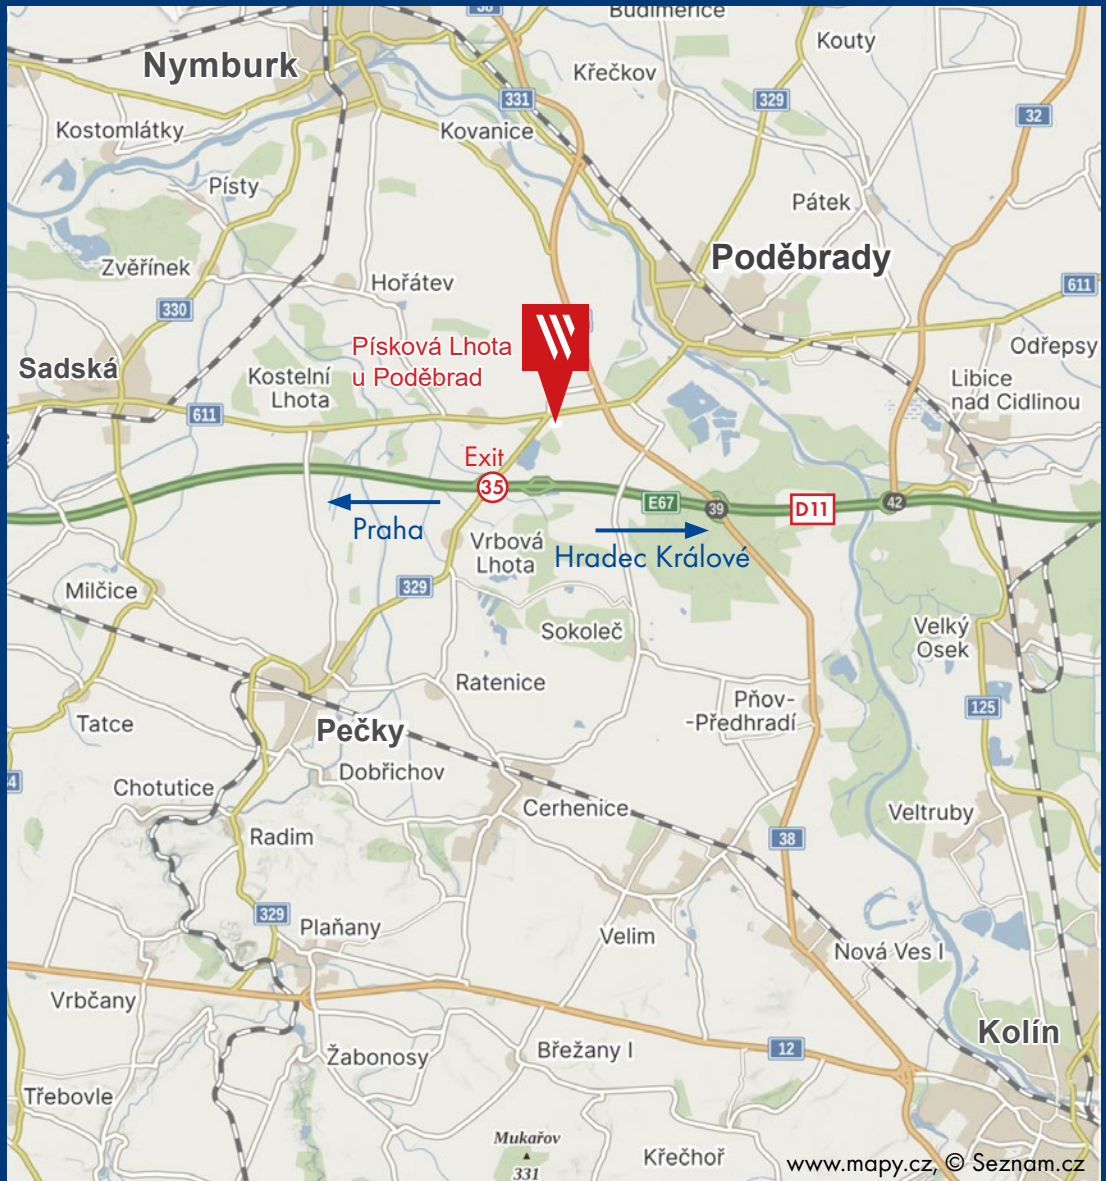 38
Budiměřice
Kouty
Nymburk
Křečkov
331
329
32
Kostomlátky
Kovanice
Písty
Pátek
Zvěřínek
Hořátev
Poděbrady
611
330
Písková Lhota
u Poděbrad
Sadská
Kostelní
Lhota
Odřepsy
Libice
nad Cidlinou
611
Exit
35
E67
39
D11
42
Praha
Vrbová
Lhota
Hradec Králové
Milčice
329
Sokoleč
Velký
Osek
Ratenice
Pňov-
-Předhradí
125
Tatce
Pečky
Dobřichov
Chotutice
Cerhenice
Veltruby
Radim
38
329
Plaňany
Velim
Nová Ves I
Vrbčany
Kolín
Žabonosy
Břežany I
12
Třebovle
Mukařov
331
Křečhoř
www.mapy.cz, © Seznam.cz